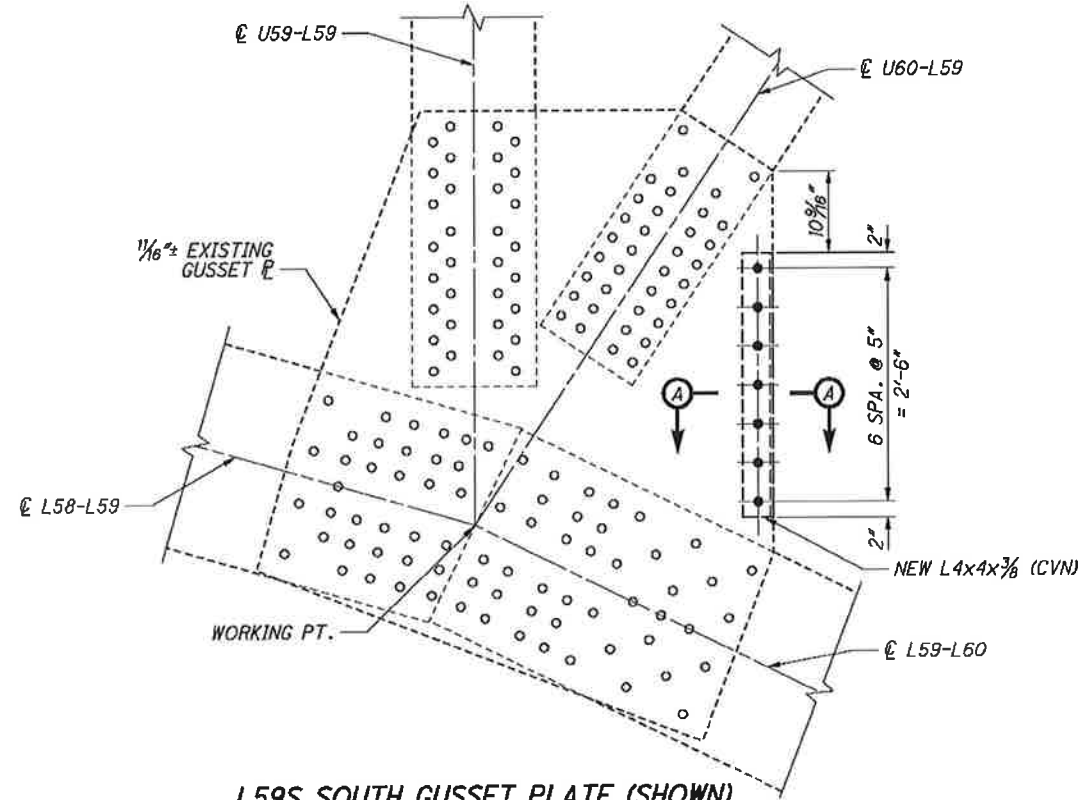 ℄ U59-L59
℄ U60-L59
10 9/16"
2"
11/16"± EXISTING
GUSSET ℙL
6 SPA. @ 5"
= 2'-6"
A
A
℄ L58-L59
2"
NEW L4x4x3/8 (CVN)
WORKING PT.
℄ L59-L60
L59S SOUTH GUSSET PLATE (SHOWN)